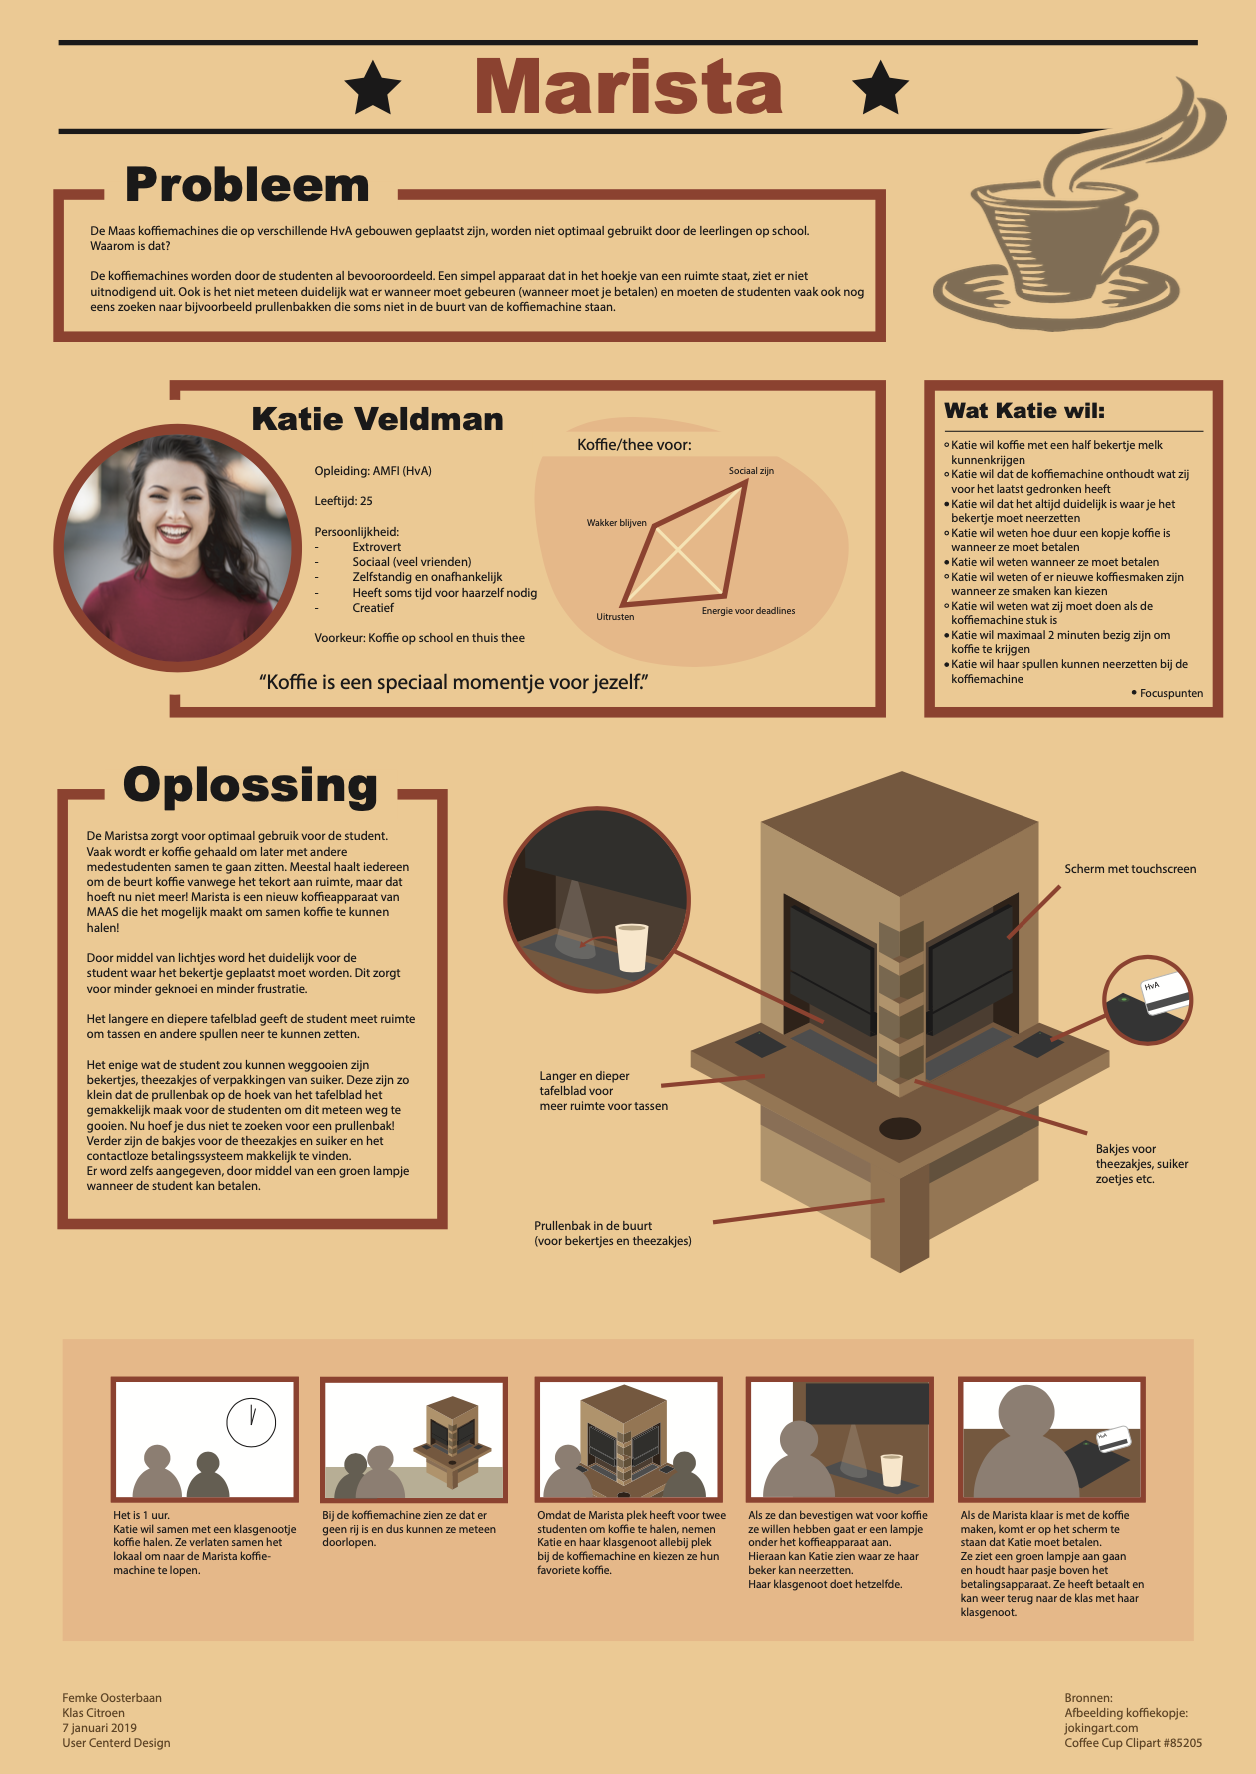 Marista
Probleem
De Maas koffiemachines die op verschillende HvA gebouwen geplaatst zijn, worden niet optimaal gebruikt door de leerlingen op school.
Waarom is dat?
De koffiemachines worden door de studenten al bevooroordeeld. Een simpel apparaat dat in het hoekje van een ruimte staat, ziet er niet
uitnodigend uit. Ook is het niet meteen duidelijk wat er wanneer moet gebeuren (wanneer moet je betalen) en moeten de studenten vaak ook nog
eens zoeken naar bijvoorbeeld prullenbakken die soms niet in de buurt van de koffiemachine staan.
Katie Veldman
Opleiding: AMFI (HvA)
Leeftijd: 25
Persoonlijkheid:
- Extrovert
- Sociaal (veel vrienden)
- Zelfstandig en onafhankelijk
- Heeft soms tijd voor haarzelf nodig
- Creatief
Voorkeur: Koffie op school en thuis thee
“Koffie is een speciaal momentje voor jezelf.”
Koffie/thee voor:
Sociaal zijn
Wakker blijven
Uitrusten
Energie voor deadlines
Wat Katie wil:
Katie wil koffie met een half bekertje melk
kunnenkrijgen
Katie wil dat de koffiemachine onthoudt wat zij
voor het laatst gedronken heeft
Katie wil dat het altijd duidelijk is waar je het
bekertje moet neerzetten
Katie wil weten hoe duur een kopje koffie is
wanneer ze moet betalen
Katie wil weten wanneer ze moet betalen
Katie wil weten of er nieuwe koffiesmaken zijn
wanneer ze smaken kan kiezen
Katie wil weten wat zij moet doen als de
koffiemachine stuk is
Katie wil maximaal 2 minuten bezig zijn om
koffie te krijgen
Katie wil haar spullen kunnen neerzetten bij de
koffiemachine
• Focuspunten
Oplossing
De Maristsa zorgt voor optimaal gebruik voor de student.
Vaak wordt er koffie gehaald om later met andere
medestudenten samen te gaan zitten. Meestal haalt iedereen
om de beurt koffie vanwege het tekort aan ruimte, maar dat
hoeft nu niet meer! Marista is een nieuw koffieapparaat van
MAAS die het mogelijk maakt om samen koffie te kunnen
halen!
Door middel van lichtjes word het duidelijk voor de
student waar het bekertje geplaatst moet worden. Dit zorgt
voor minder geknoei en minder frustratie.
Het langere en diepere tafelblad geeft de student meet ruimte
om tassen en andere spullen neer te kunnen zetten.
Het enige wat de student zou kunnen weggooien zijn
bekertjes, theezakjes of verpakkingen van suiker. Deze zijn zo
klein dat de prullenbak op de hoek van het tafelblad het
gemakkelijk maak voor de studenten om dit meteen weg te
gooien. Nu hoef je dus niet te zoeken voor een prullenbak!
Verder zijn de bakjes voor de theezakjes en suiker en het
contactloze betalingssysteem makkelijk te vinden.
Er word zelfs aangegeven, door middel van een groen lampje
wanneer de student kan betalen.
Scherm met touchscreen
HvA
Langer en dieper
tafelblad voor
meer ruimte voor tassen
Bakjes voor
theezakjes, suiker
zoetjes etc.
Prullenbak in de buurt
(voor bekertjes en theezakjes)
HvA
Het is 1 uur.
Katie wil samen met een klasgenootje
koffie halen. Ze verlaten samen het
lokaal om naar de Marista koffie-
machine te lopen.
Bij de koffiemachine zien ze dat er
geen rij is en dus kunnen ze meteen
doorlopen.
Omdat de Marista plek heeft voor twee
studenten om koffie te halen, nemen
Katie en haar klasgenoot allebij plek
bij de koffiemachine en kiezen ze hun
favoriete koffie.
Als ze dan bevestigen wat voor koffie
ze willen hebben gaat er een lampje
onder het koffieapparaat aan.
Hieraan kan Katie zien waar ze haar
beker kan neerzetten.
Haar klasgenoot doet hetzelfde.
Als de Marista klaar is met de koffie
maken, komt er op het scherm te
staan dat Katie moet betalen.
Ze ziet een groen lampje aan gaan
en houdt haar pasje boven het
betalingsapparaat. Ze heeft betaalt en
kan weer terug naar de klas met haar
klasgenoot.
Femke Oosterbaan
Klas Citroen
7 januari 2019
User Centerd Design
Bronnen:
Afbeelding koffiekopje:
jokingart.com
Coffee Cup Clipart #85205